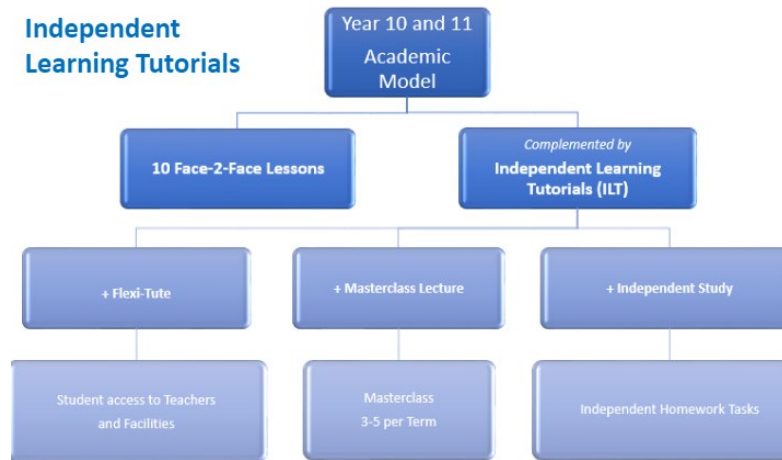 Independent
Learning Tutorials
Year 10 and 11
Academic
Model
10 Face-2-Face Lessons
Complemented by
Independent Learning
Tutorials (ILT)
+ Flexi-Tute
+ Masterclass Lecture
+ Independent Study
Student access to Teachers
and Facilities
Masterclass
3-5 per Term
Independent Homework Tasks